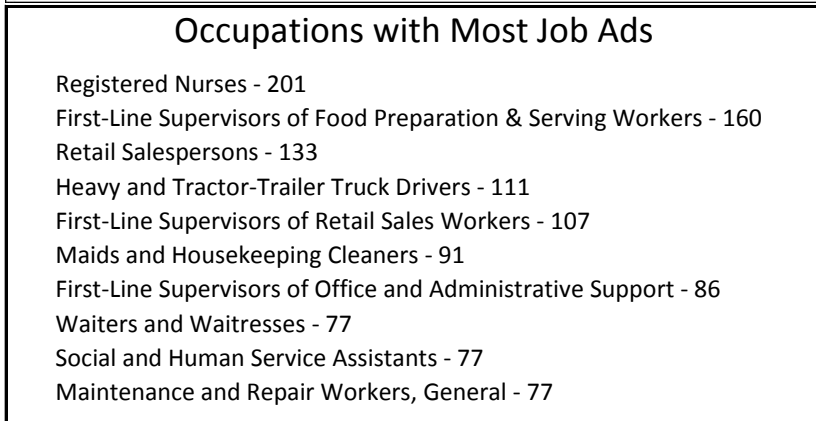 Occupations with Most Job Ads
Registered Nurses - 201
First-Line Supervisors of Food Preparation & Serving Workers - 160
Retail Salespersons - 133
Heavy and Tractor-Trailer Truck Drivers - 111
First-Line Supervisors of Retail Sales Workers - 107
Maids and Housekeeping Cleaners - 91
First-Line Supervisors of Office and Administrative Support - 86
Waiters and Waitresses - 77
Social and Human Service Assistants - 77
Maintenance and Repair Workers, General - 77